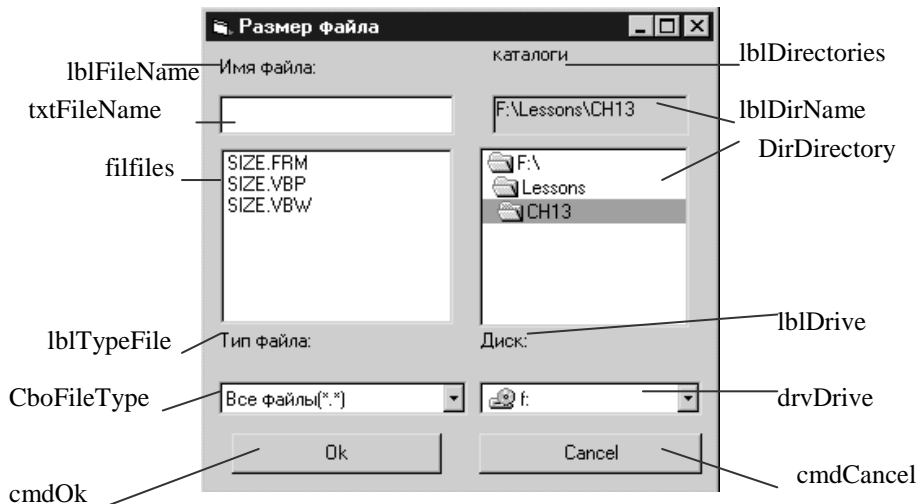 Размер файла
lblFileName
Имя файла:
каталоги
lblDirectories
txtFileName
F:\Lessons\CH13
lblDirName
DirDirectory
filfiles
SIZE.FRM
SIZE.VBP
SIZE.VBW
F:\
Lessons
CH13
lblTypeFile
Тип файла:
Диск:
lblDrive
CboFileType
Все файлы(*.*)
f:
drvDrive
Ok
Cancel
cmdOk
cmdCancel